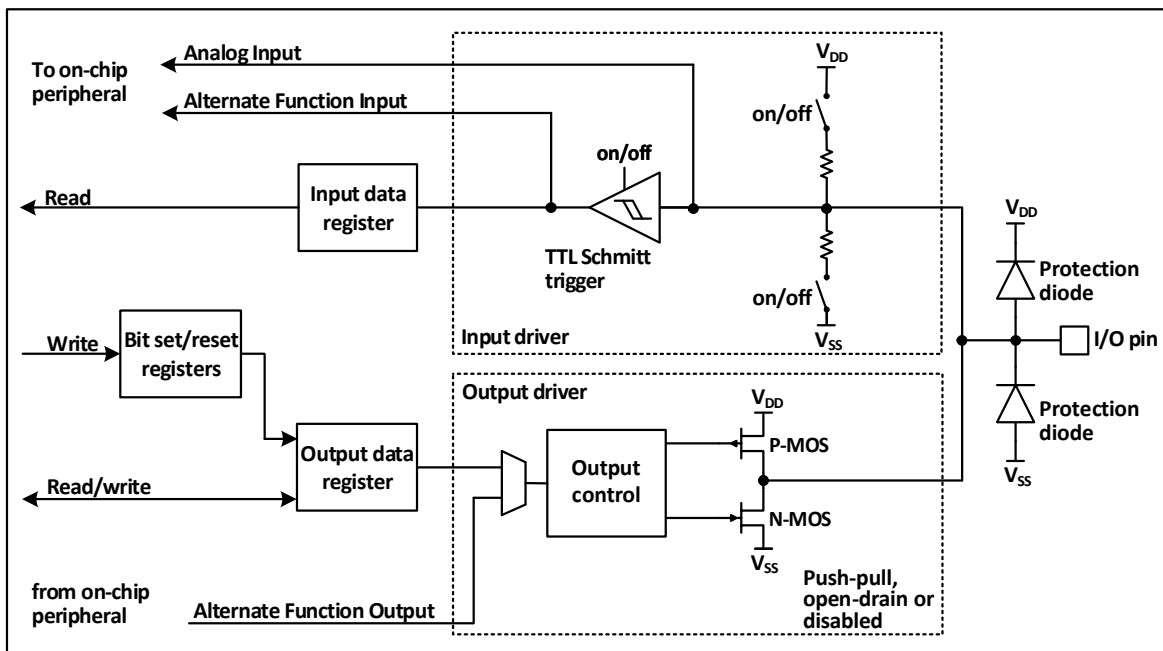 Analog Input
To on-chip
peripheral
Alternate Function Input
Read
Input data
register
on/off
TTL Schmitt
trigger
VDD
on/off
on/off
VSS
Input driver
VDD
Protection
diode
I/O pin
Protection
diode
VSS
Write
Bit set/reset
registers
Output data
register
Read/write
Output driver
Output
control
VDD
P-MOS
N-MOS
VSS
Push-pull,
open-drain or
disabled
from on-chip
peripheral
Alternate Function Output